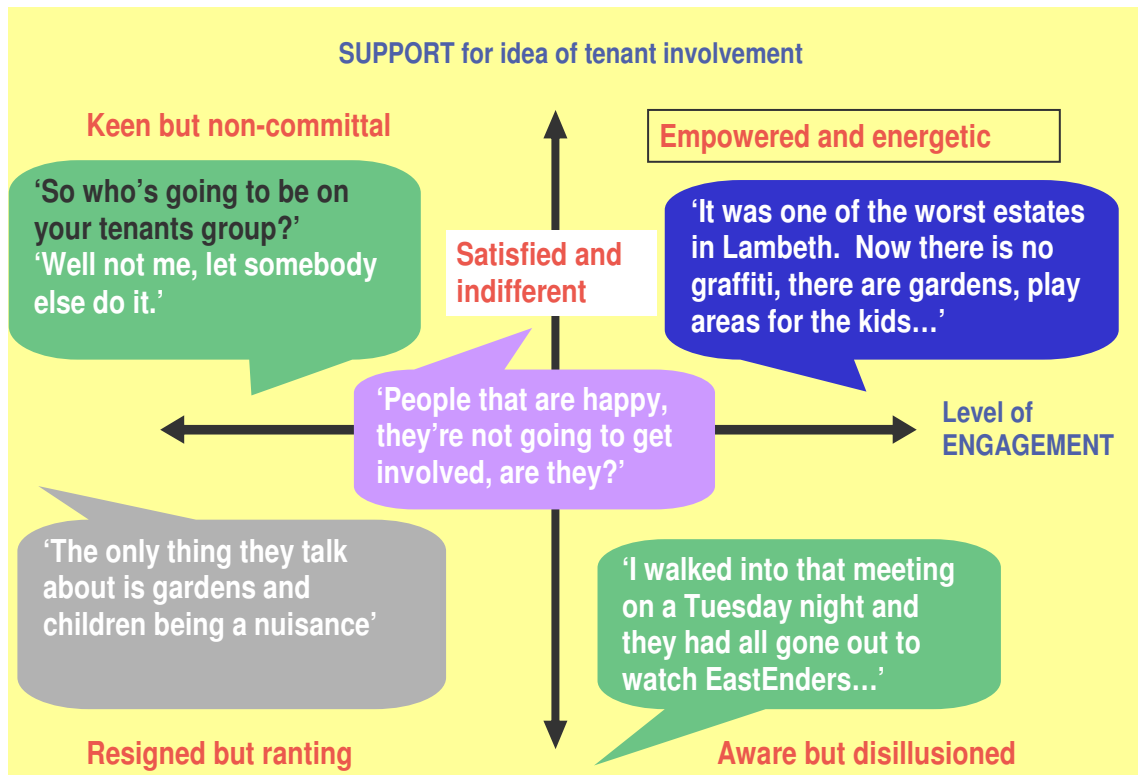 SUPPORT for idea of tenant involvement
Keen but non-committal
Empowered and energetic
‘So who’s going to be on
your tenants group?’
‘Well not me, let somebody
else do it.’
Satisfied and
indifferent
‘It was one of the worst estates
in Lambeth.  Now there is no
graffiti, there are gardens, play
areas for the kids…’
‘People that are happy,
they’re not going to get
involved, are they?’
Level of
ENGAGEMENT
‘The only thing they talk
about is gardens and
children being a nuisance’
‘I walked into that meeting
on a Tuesday night and
they had all gone out to
watch EastEnders…’
Resigned but ranting
Aware but disillusioned